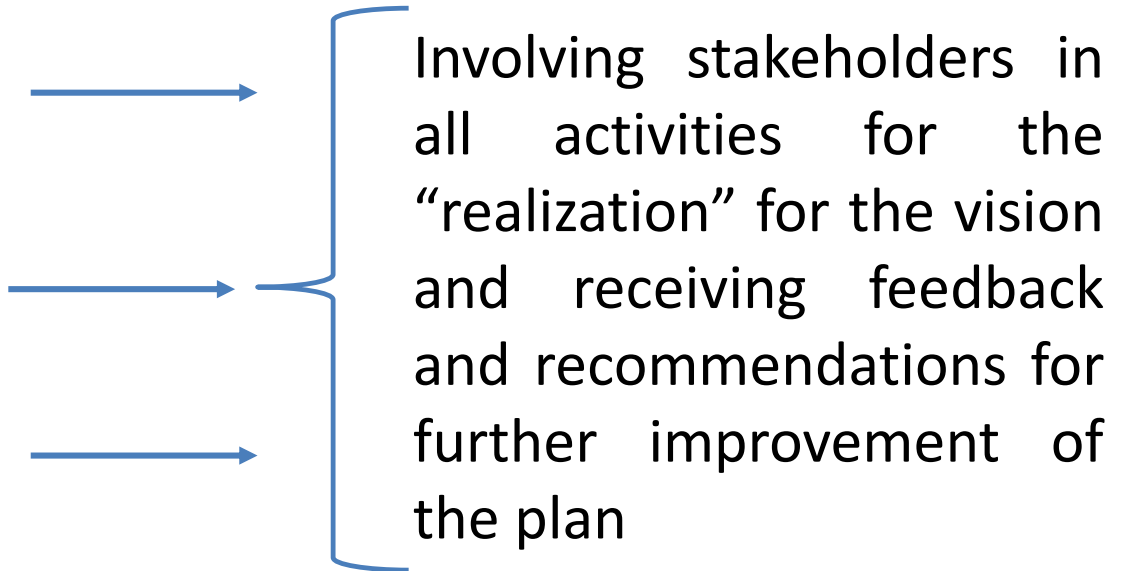 Involving stakeholders in
all activities for the
“realization” for the vision
and receiving feedback
and recommendations for
further improvement of
the plan